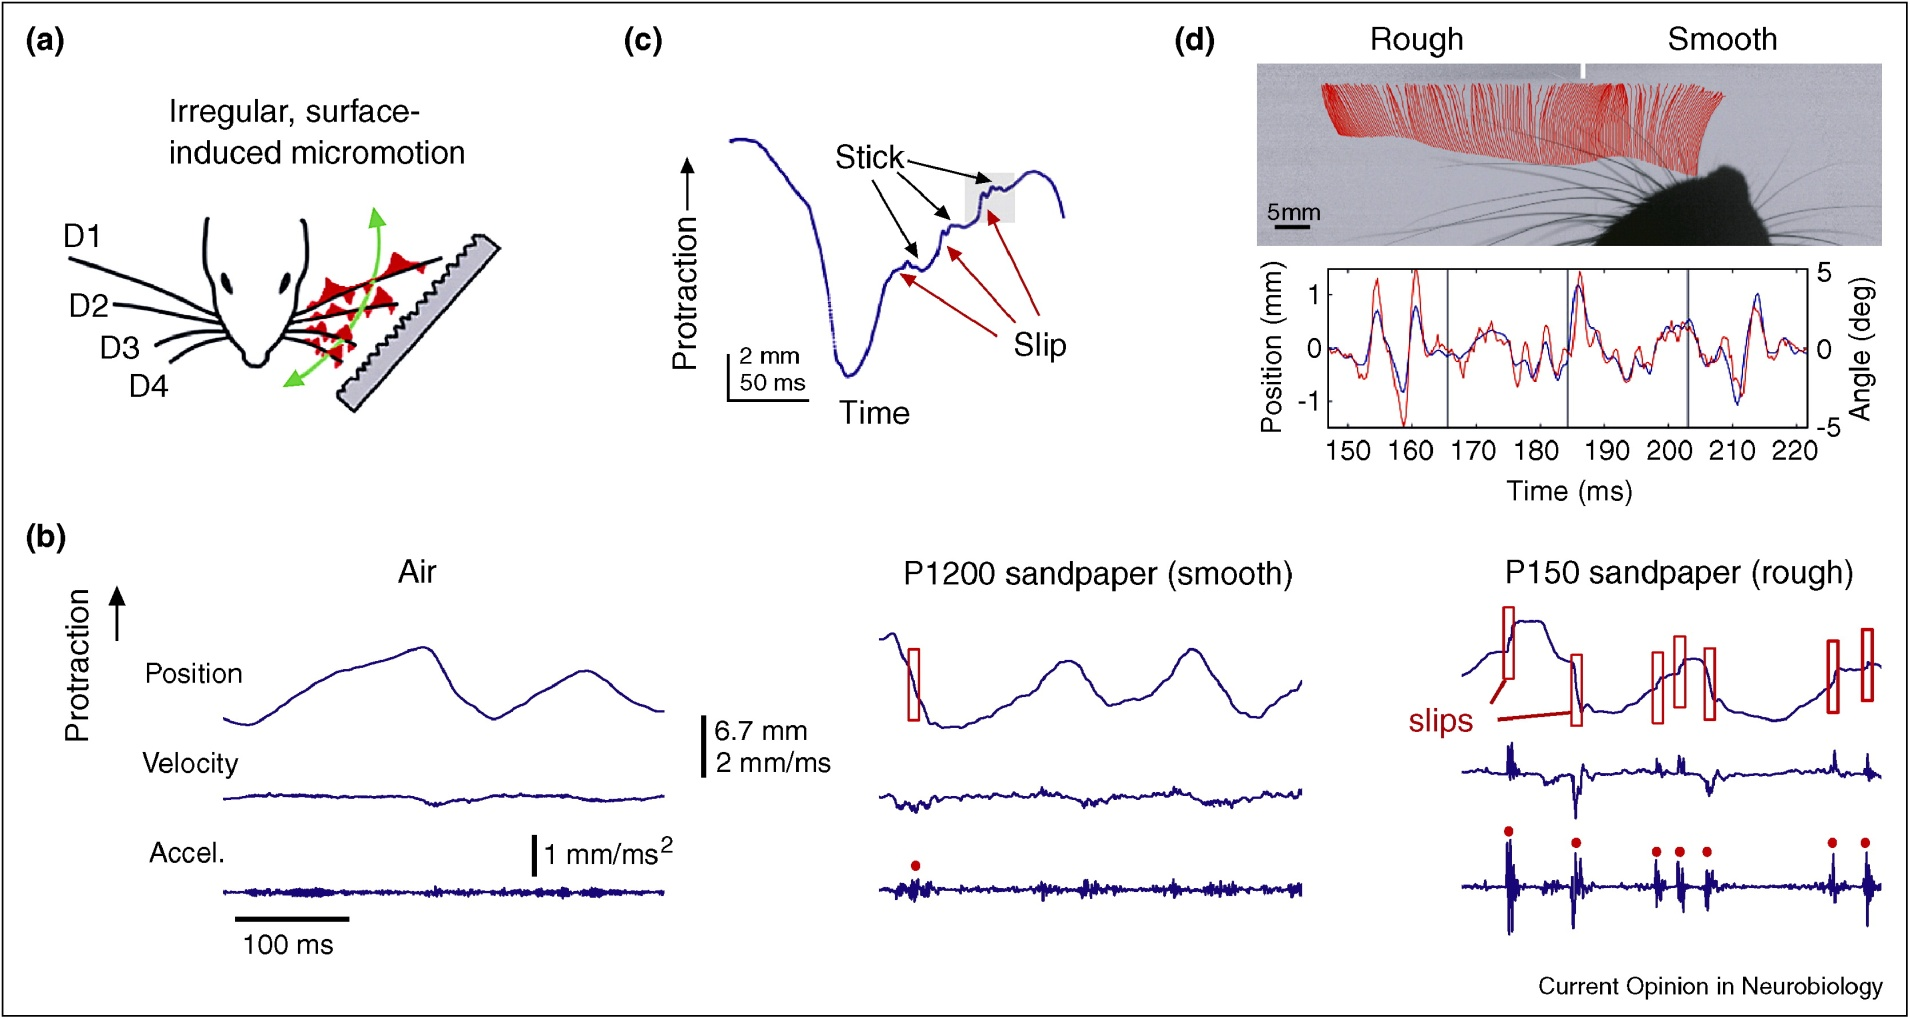 (a)
Irregular, surface-
induced micromotion
D1
D2
D3
D4
(c)
Protraction
Stick
Slip
2 mm
50 ms
Time
(d)
Rough
Smooth
5mm
Position (mm)
1
0
-1
5
0
-5
Angle (deg)
150 160 170 180 190 200 210 220
Time (ms)
(b)
Protraction
Air
P1200 sandpaper (smooth)
P150 sandpaper (rough)
Position
slips
6.7 mm
2 mm/ms
Velocity
Accel.
1 mm/ms²
100 ms
Current Opinion in Neurobiology